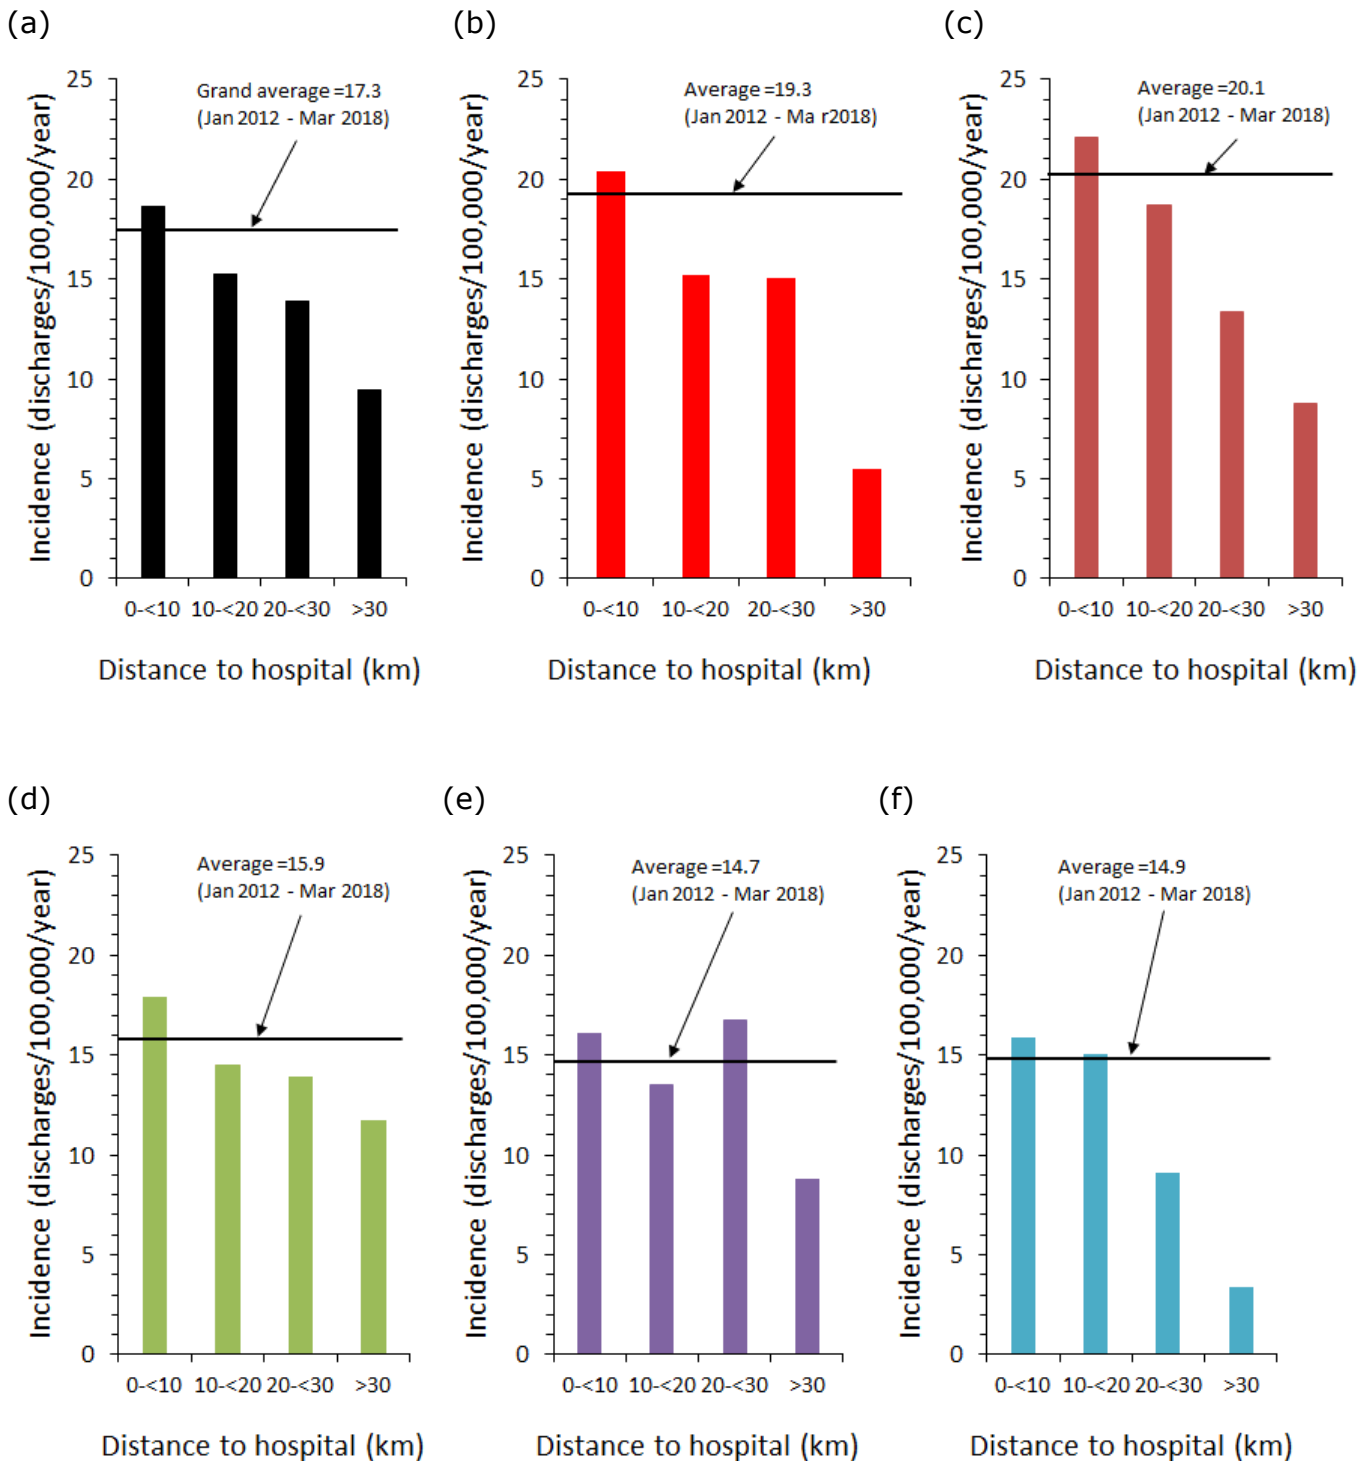 (a)
Incidence (discharges/100,000/year)
25
20
15
10
5
0
Grand average =17.3
(Jan 2012 - Mar 2018)
0-<10 10-<20 20-<30 >30
Distance to hospital (km)
(b)
Incidence (discharges/100,000/year)
25
20
15
10
5
0
Average =19.3
(Jan 2012 - Ma r2018)
0-<10 10-<20 20-<30 >30
Distance to hospital (km)
(c)
Incidence (discharges/100,000/year)
25
20
15
10
5
0
Average =20.1
(Jan 2012 - Mar 2018)
0-<10 10-<20 20-<30 >30
Distance to hospital (km)
(d)
Incidence (discharges/100,000/year)
25
20
15
10
5
0
Average =15.9
(Jan 2012 - Mar 2018)
0-<10 10-<20 20-<30 >30
Distance to hospital (km)
(e)
Incidence (discharges/100,000/year)
25
20
15
10
5
0
Average =14.7
(Jan 2012 - Mar 2018)
0-<10 10-<20 20-<30 >30
Distance to hospital (km)
(f)
Incidence (discharges/100,000/year)
25
20
15
10
5
0
Average =14.9
(Jan 2012 - Mar 2018)
0-<10 10-<20 20-<30 >30
Distance to hospital (km)